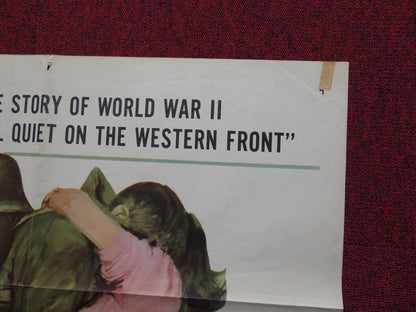 STORY OF WORLD WAR II
QUIET ON THE WESTERN FRONT”